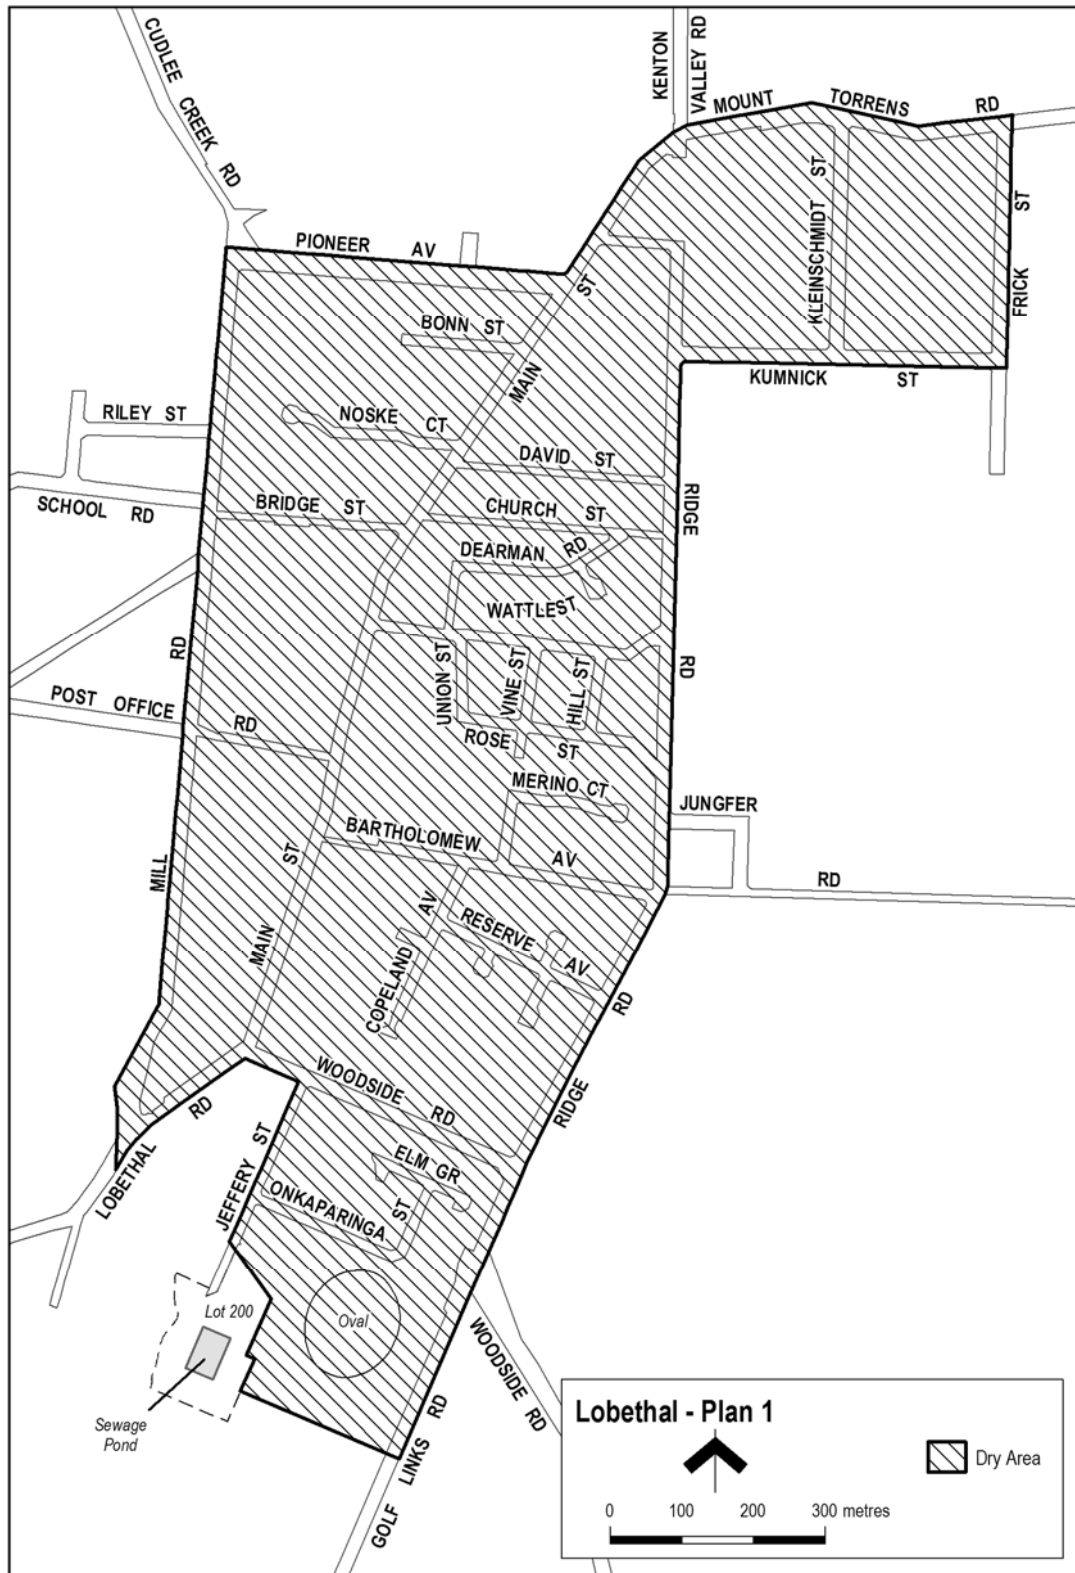 CUDLEE CREEK RD
KENTON
VALLEY RD
MOUNT TORRENS RD
KLEINSCHMIDT ST
FRICK ST
PIONEER AV
BONN ST
MAIN ST
KUMNICK ST
NOSKE CT
RILEY ST
DAVID ST
SCHOOL RD
BRIDGE ST
CHURCH ST
RIDGE RD
DEARMAN RD
WATTLE ST
UNION ST
VINE ST
HILL ST
POST OFFICE RD
ROSE ST
MERINO CT
JUNGFER RD
BARTHOLOMEW AV
MILL RD
MAIN ST
COPELAND AV
RESERVE AV
RIDGE RD
WOODSIDE RD
LOBETHAL RD
JEFFERY ST
ELM GR
ONKAPARINGA ST
Lot 200
Oval
WOODSIDE RD
Sewage
Pond
GOLF LINKS RD
Lobethal - Plan 1
Dry Area
0 100 200 300 metres